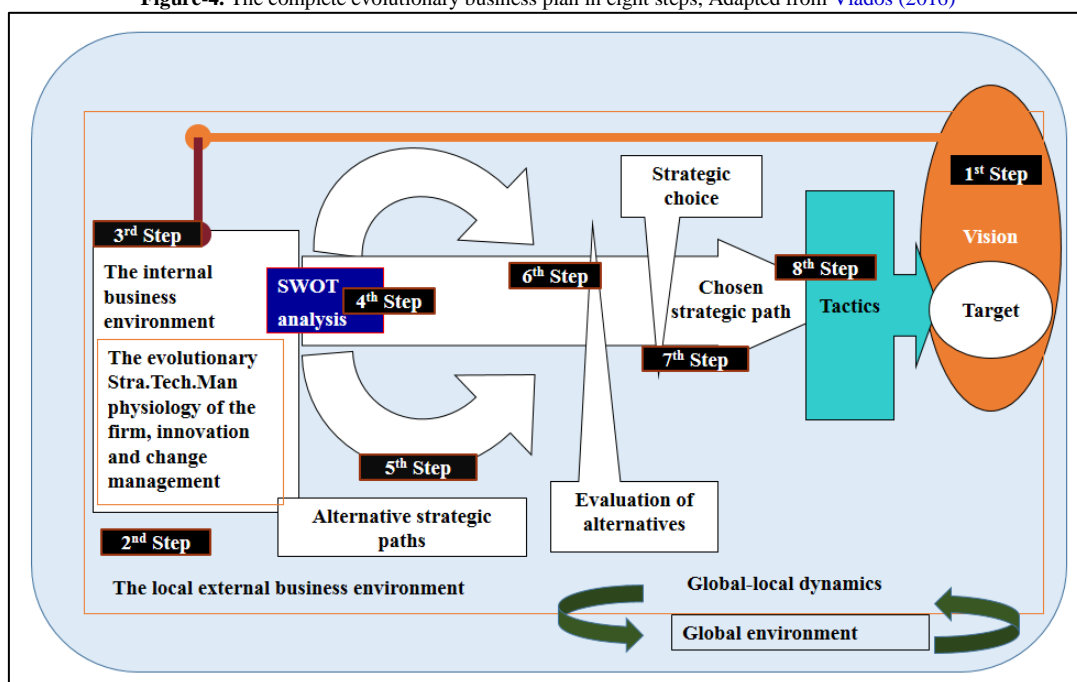 Figure-4. The complete evolutionary business plan in eight steps, Adapted from Vlados (2016)
1st Step
Vision
Target
Strategic
choice
3rd Step
The internal
business
environment
SWOT
analysis
4th Step
6th Step
8th Step
Tactics
Chosen
strategic path
7th Step
The evolutionary
Stra.Tech.Man
physiology of the
firm, innovation
and change
management
5th Step
Alternative strategic
paths
Evaluation of
alternatives
2nd Step
The local external business environment
Global-local dynamics
Global environment